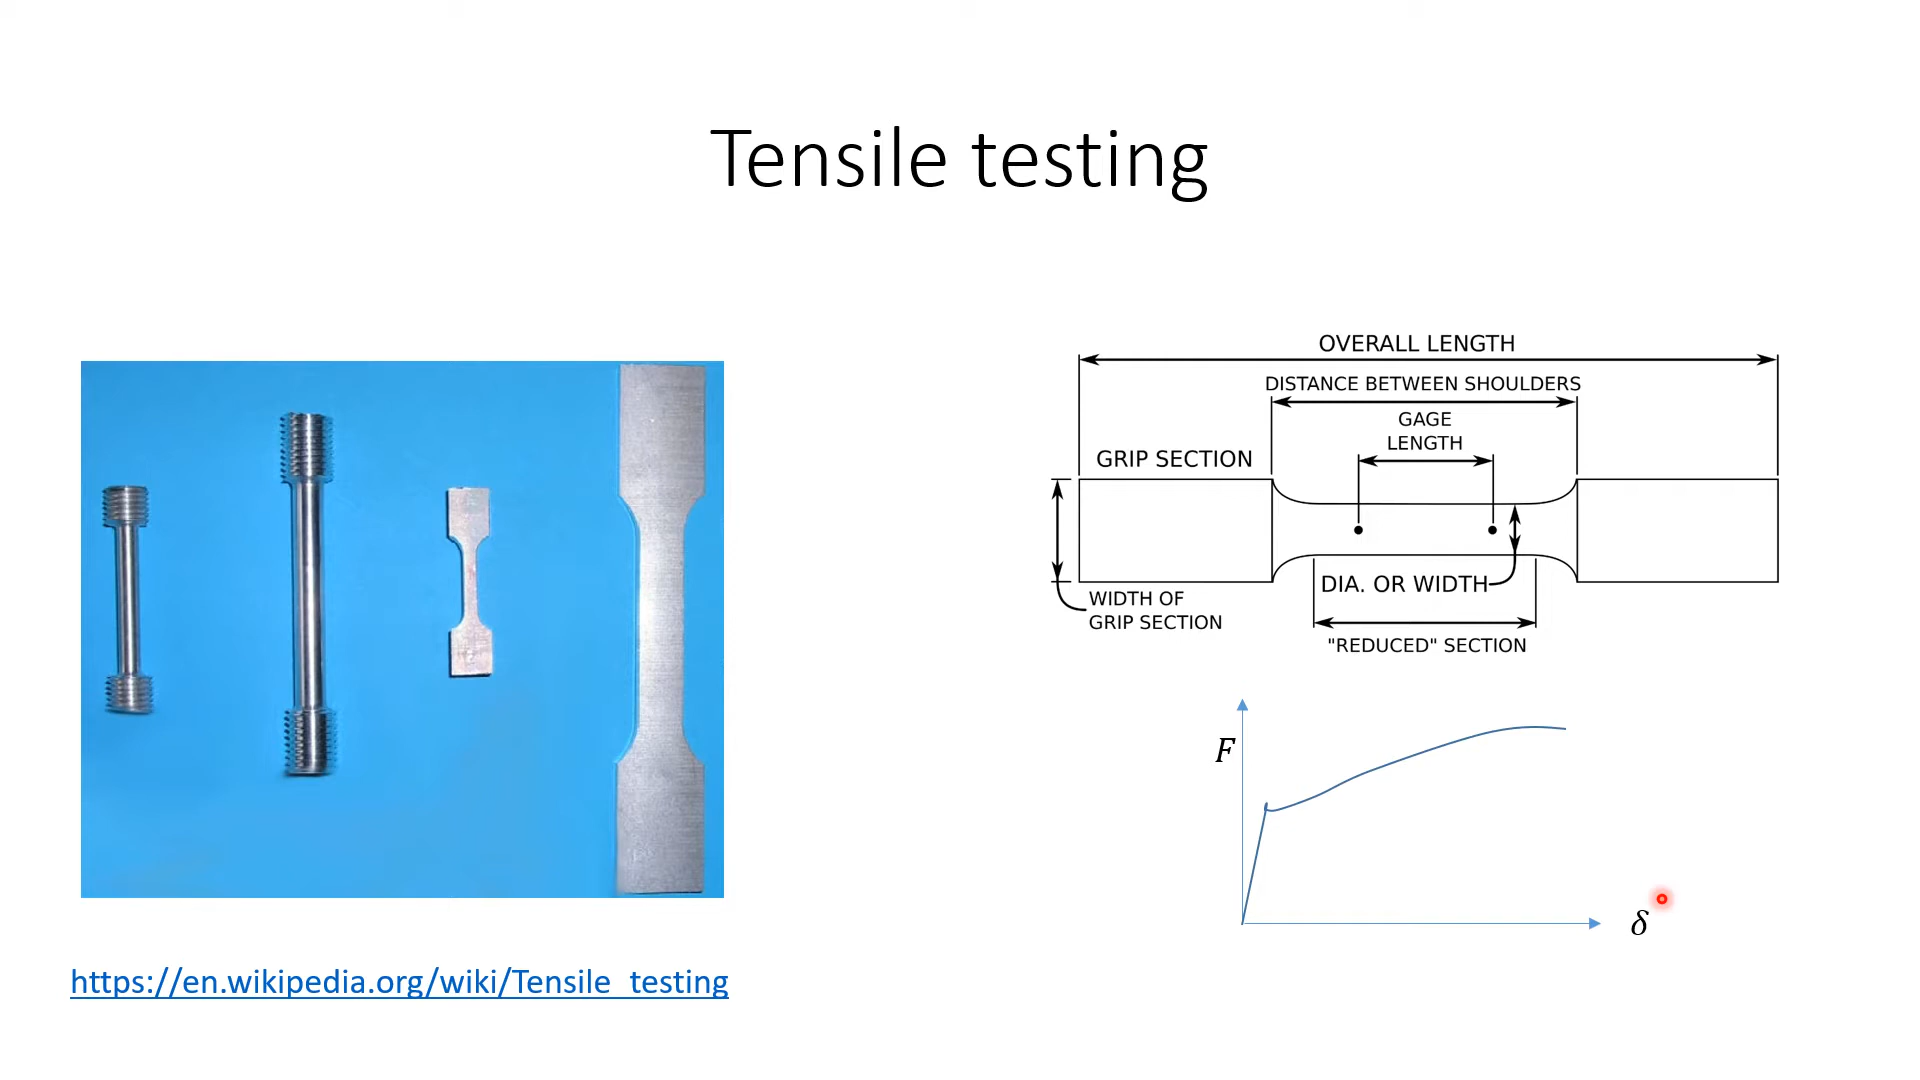 Tensile testing
OVERALL LENGTH
DISTANCE BETWEEN SHOULDERS
GAGE
LENGTH
GRIP SECTION
DIA. OR WIDTH
WIDTH OF
GRIP SECTION
"REDUCED" SECTION
F
δ
https://en.wikipedia.org/wiki/Tensile_testing